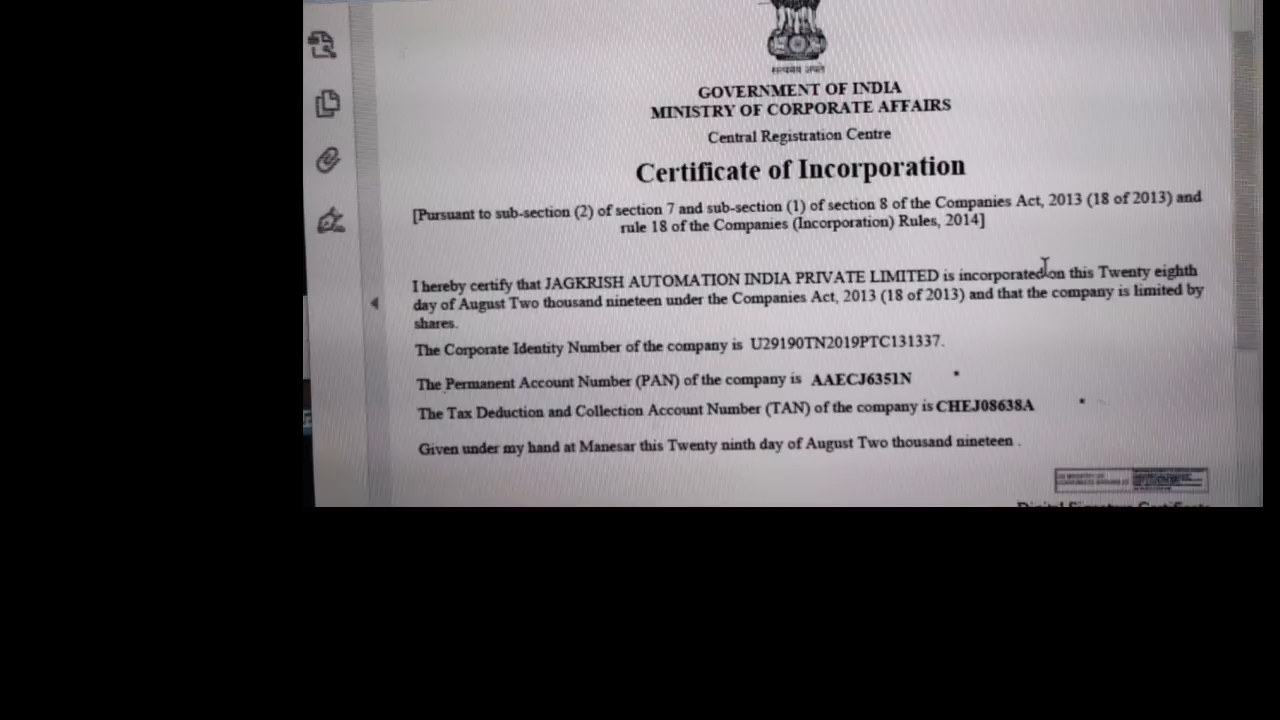 सत्यमेव जयते
GOVERNMENT OF INDIA
MINISTRY OF CORPORATE AFFAIRS
Central Registration Centre
Certificate of Incorporation
[Pursuant to sub-section (2) of section 7 and sub-section (1) of section 8 of the Companies Act, 2013 (18 of 2013) and
rule 18 of the Companies (Incorporation) Rules, 2014]
I hereby certify that JAGKRISH AUTOMATION INDIA PRIVATE LIMITED is incorporated on this Twenty eighth
day of August Two thousand nineteen under the Companies Act, 2013 (18 of 2013) and that the company is limited by
shares.
The Corporate Identity Number of the company is U29190TN2019PTC131337.
The Permanent Account Number (PAN) of the company is AAECJ6351N *
The Tax Deduction and Collection Account Number (TAN) of the company is CHEJ08638A *
Given under my hand at Manesar this Twenty ninth day of August Two thousand nineteen .
Digital Signature Certificate